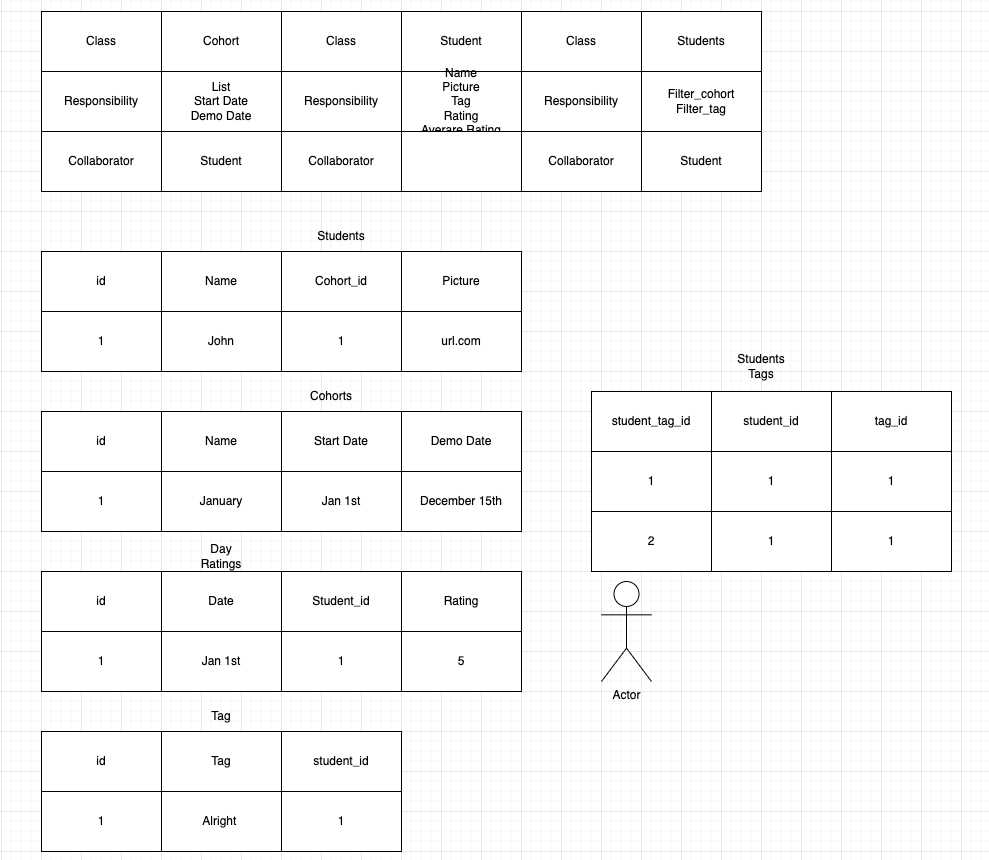 Class Cohort Class Student Class Students
Responsibility List Start Date Demo Date Responsibility Name Picture Tag Rating Averare Rating Responsibility Filter_cohort Filter_tag
Collaborator Student Collaborator Collaborator Student
Students
id Name Cohort_id Picture
1 John 1 url.com
Cohorts
id Name Start Date Demo Date
1 January Jan 1st December 15th
Day
Ratings
id Date Student_id Rating
1 Jan 1st 1 5
Tag
id Tag student_id
1 Alright 1
Students
Tags
student_tag_id student_id tag_id
1 1 1
2 1 1
Actor